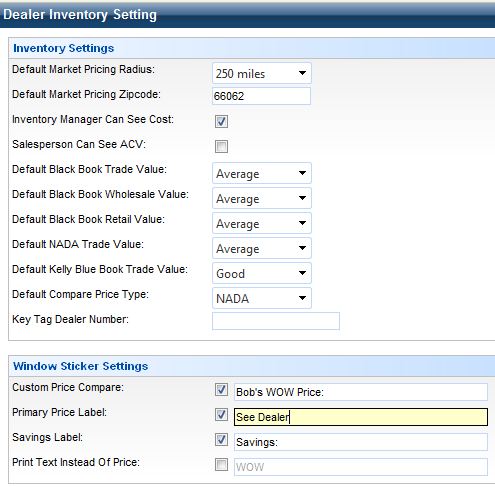 Dealer Inventory Setting
Inventory Settings
Default Market Pricing Radius: 250 miles
Default Market Pricing Zipcode: 66062
Inventory Manager Can See Cost:
Salesperson Can See ACV:
Default Black Book Trade Value: Average
Default Black Book Wholesale Value: Average
Default Black Book Retail Value: Average
Default NADA Trade Value: Average
Default Kelly Blue Book Trade Value: Good
Default Compare Price Type: NADA
Key Tag Dealer Number:
Window Sticker Settings
Custom Price Compare: Bob's WOW Price:
Primary Price Label: See Dealer
Savings Label: Savings:
Print Text Instead Of Price: WOW